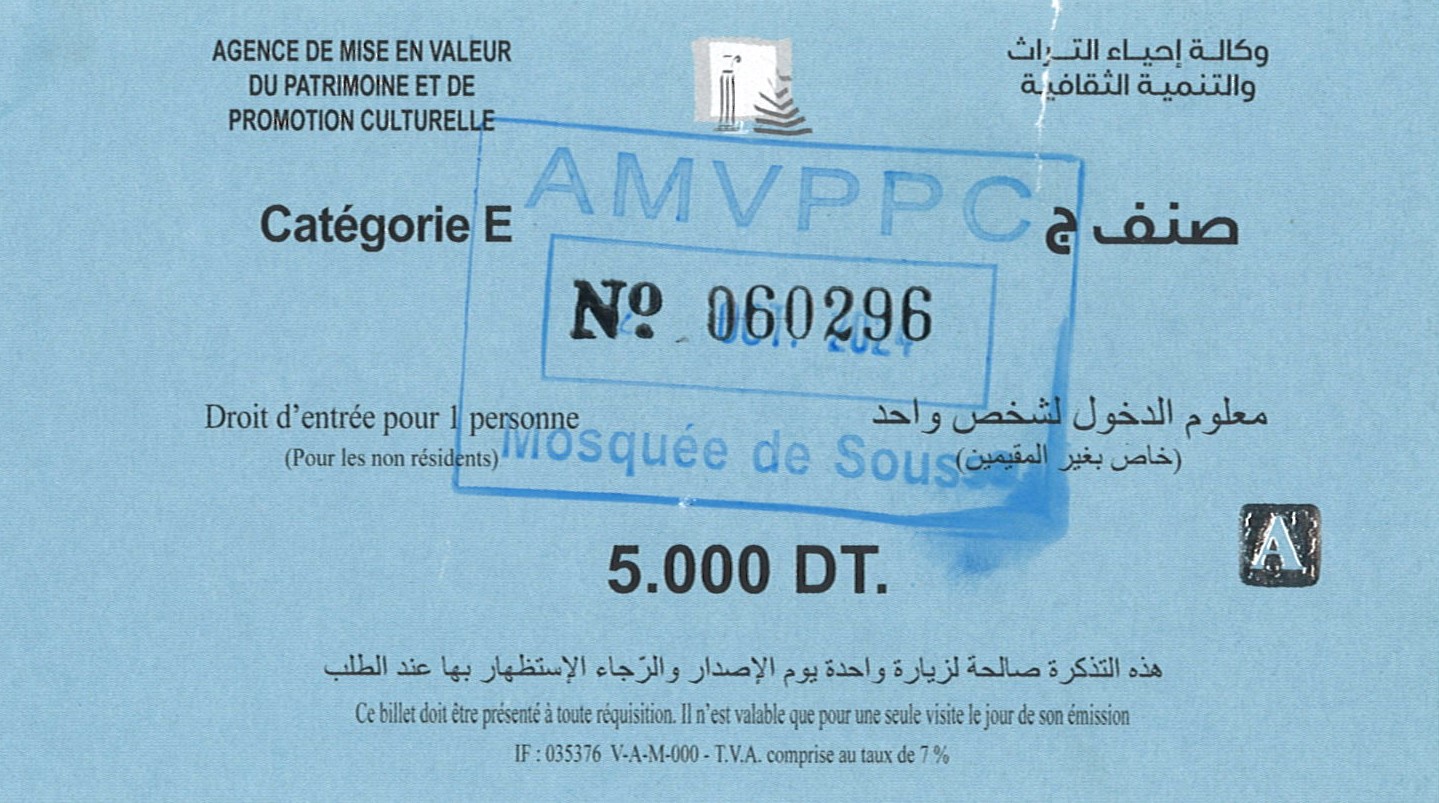 AGENCE DE MISE EN VALEUR
DU PATRIMOINE ET DE
PROMOTION CULTURELLE
وكالة إحياء التراث
والتنمية الثقافية
AMVPPC
Catégorie E
صنف ج
Nº 060296
OCT. 2024
Droit d'entrée pour 1 personne
(Pour les non résidents)
معلوم الدخول لشخص واحد
(خاص بغير المقيمين)
Mosquée de Sousse
5.000 DT.
A
هذه التذكرة صالحة لزيارة واحدة يوم الإصدار والرّجاء الإستظهار بها عند الطلب
Ce billet doit être présenté à toute réquisition. Il n'est valable que pour une seule visite le jour de son émission
IF : 035376 V-A-M-000 - T.V.A. comprise au taux de 7 %